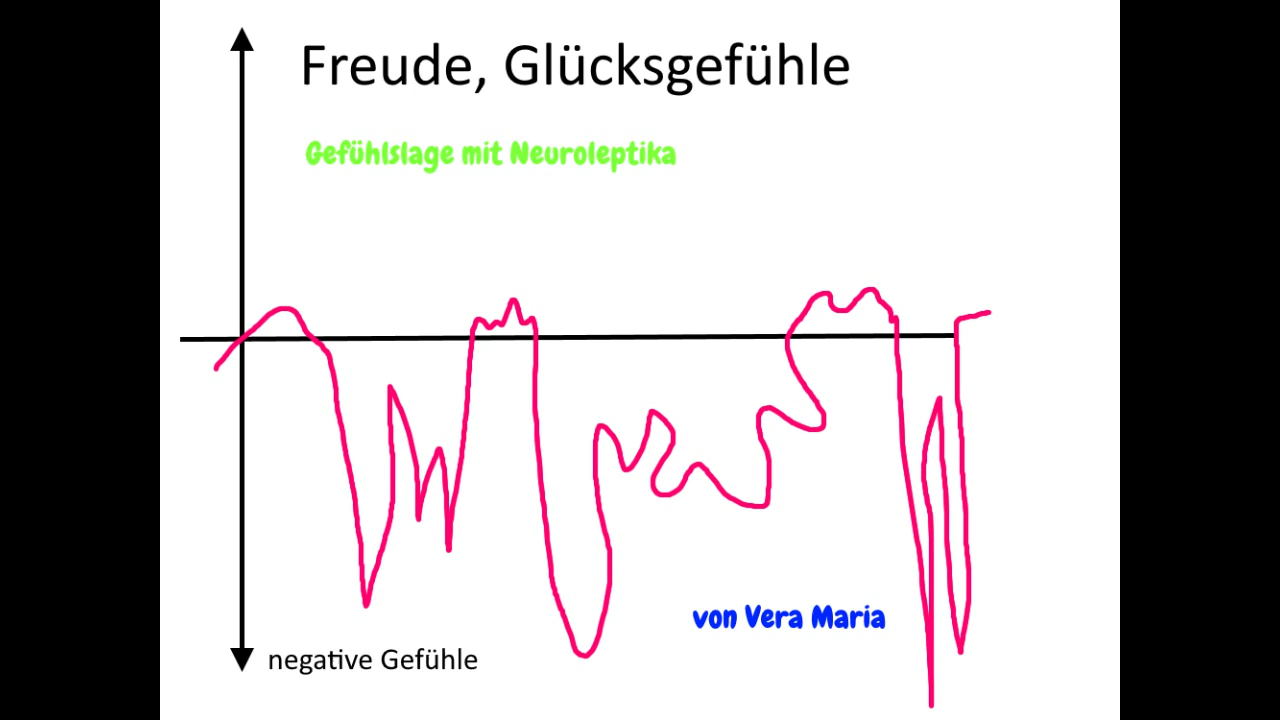 Freude, Glücksgefühle
Gefühlslage mit Neuroleptika
von Vera Maria
negative Gefühle